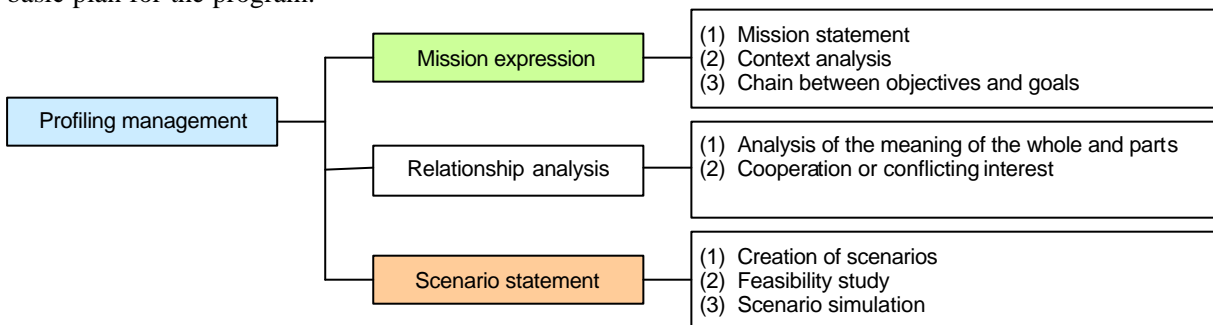 basic plan for the program.
Profiling management
Mission expression
(1) Mission statement
(2) Context analysis
(3) Chain between objectives and goals
Relationship analysis
(1) Analysis of the meaning of the whole and parts
(2) Cooperation or conflicting interest
Scenario statement
(1) Creation of scenarios
(2) Feasibility study
(3) Scenario simulation